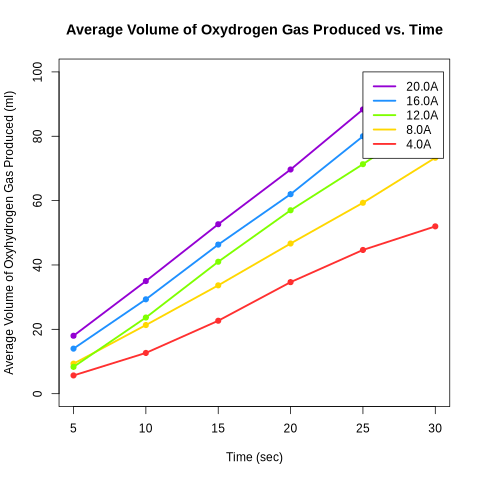 Average Volume of Oxydrogen Gas Produced vs. Time
Average Volume of Oxyhydrogen Gas Produced (ml)
100
80
60
40
20
0
20.0A
16.0A
12.0A
8.0A
4.0A
5 10 15 20 25 30
Time (sec)